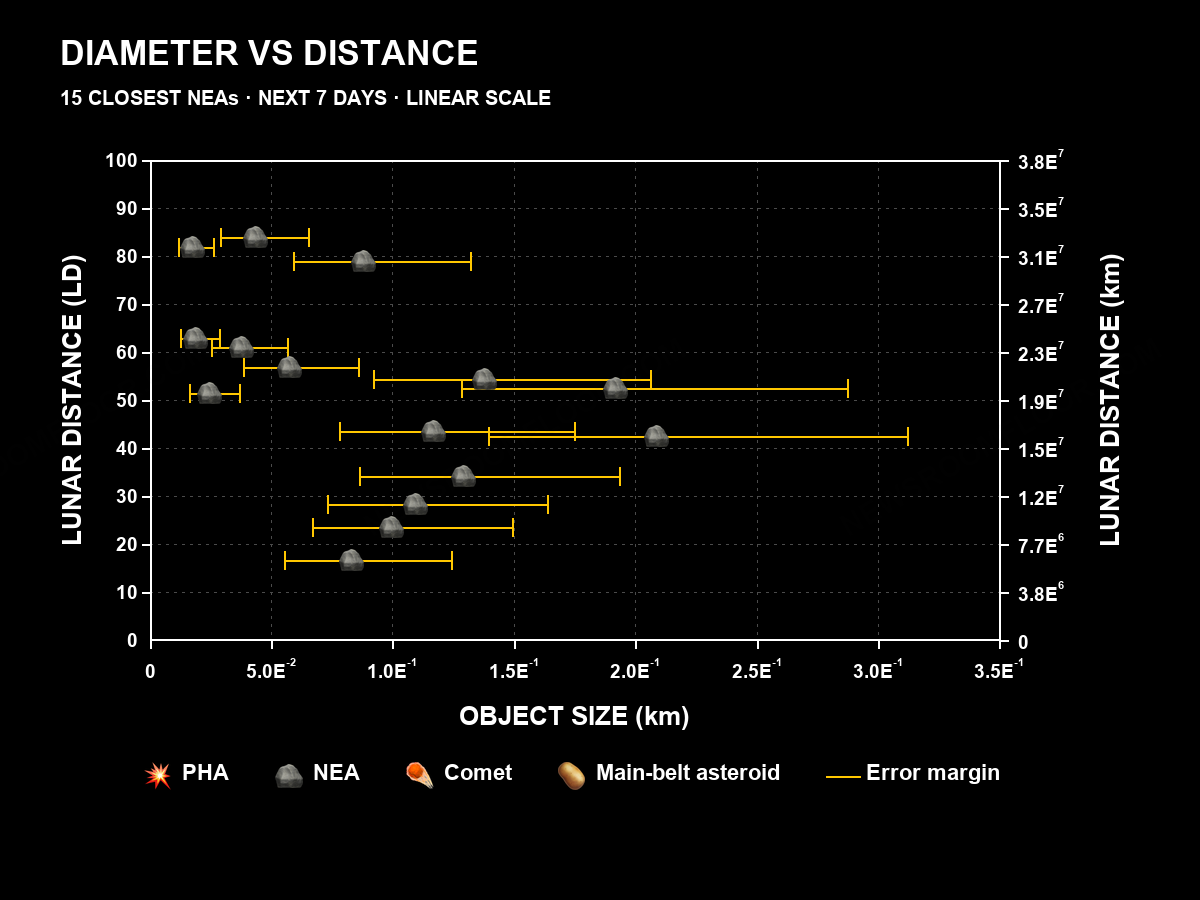 DIAMETER VS DISTANCE
15 CLOSEST NEAs · NEXT 7 DAYS · LINEAR SCALE
LUNAR DISTANCE (LD)
100
90
80
70
60
50
40
30
20
10
0
3.8E⁷
3.5E⁷
3.1E⁷
2.7E⁷
2.3E⁷
1.9E⁷
1.5E⁷
1.2E⁷
7.7E⁶
3.8E⁶
0
LUNAR DISTANCE (km)
0 5.0E⁻² 1.0E⁻¹ 1.5E⁻¹ 2.0E⁻¹ 2.5E⁻¹ 3.0E⁻¹ 3.5E⁻¹
OBJECT SIZE (km)
PHA NEA Comet Main-belt asteroid Error margin